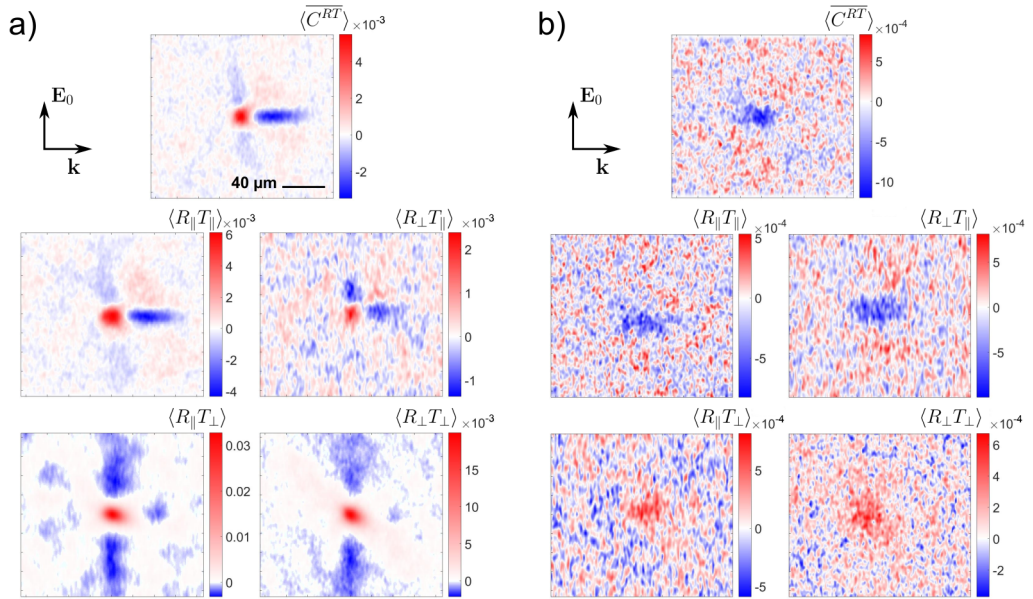 a)
⟨\overline{C^{RT}}⟩
×10⁻³
4
2
0
-2
E₀
k
40 µm
⟨R∥T∥⟩ ×10⁻³
6
4
2
0
-2
-4
⟨R⊥T∥⟩ ×10⁻³
2
1
0
-1
⟨R∥T⊥⟩
0.03
0.02
0.01
0
⟨R⊥T⊥⟩ ×10⁻³
15
10
5
0
b)
⟨\overline{C^{RT}}⟩
×10⁻⁴
5
0
-5
-10
E₀
k
⟨R∥T∥⟩ ×10⁻⁴
5
0
-5
⟨R⊥T∥⟩ ×10⁻⁴
5
0
-5
⟨R∥T⊥⟩ ×10⁻⁴
5
0
-5
⟨R⊥T⊥⟩ ×10⁻⁴
6
4
2
0
-2